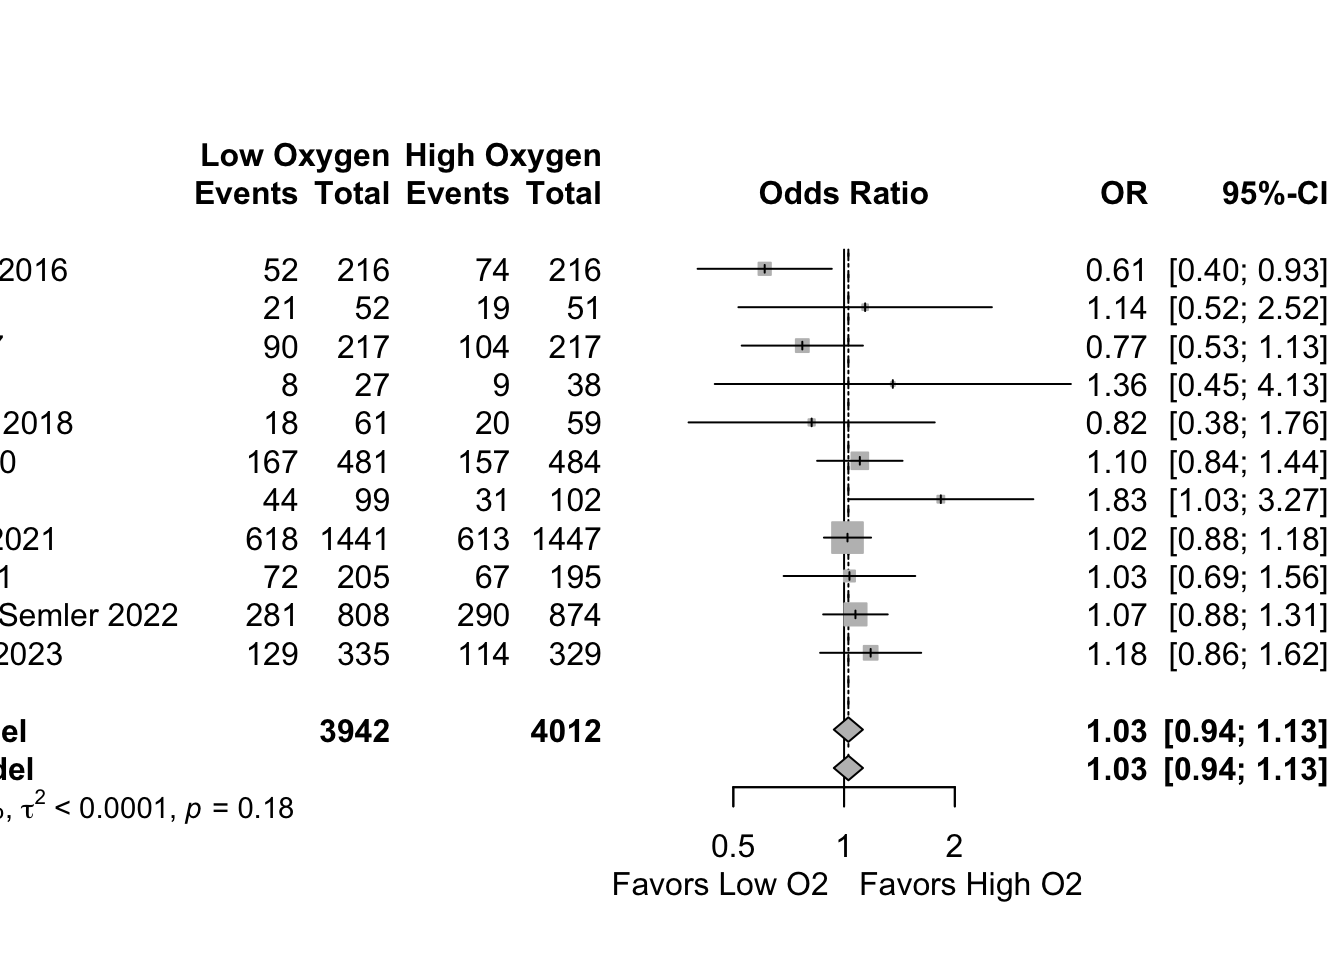 Low Oxygen High Oxygen
Events Total Events Total Odds Ratio OR 95%-CI
2016 52 216 74 216 0.61 [0.40; 0.93]
21 52 19 51 1.14 [0.52; 2.52]
90 217 104 217 0.77 [0.53; 1.13]
8 27 9 38 1.36 [0.45; 4.13]
2018 18 61 20 59 0.82 [0.38; 1.76]
0 167 481 157 484 1.10 [0.84; 1.44]
44 99 31 102 1.83 [1.03; 3.27]
2021 618 1441 613 1447 1.02 [0.88; 1.18]
1 72 205 67 195 1.03 [0.69; 1.56]
Semler 2022 281 808 290 874 1.07 [0.88; 1.31]
2023 129 335 114 329 1.18 [0.86; 1.62]
el 3942 4012 1.03 [0.94; 1.13]
del 1.03 [0.94; 1.13]
%, τ² < 0.0001, p = 0.18
0.5 1 2
Favors Low O2 Favors High O2